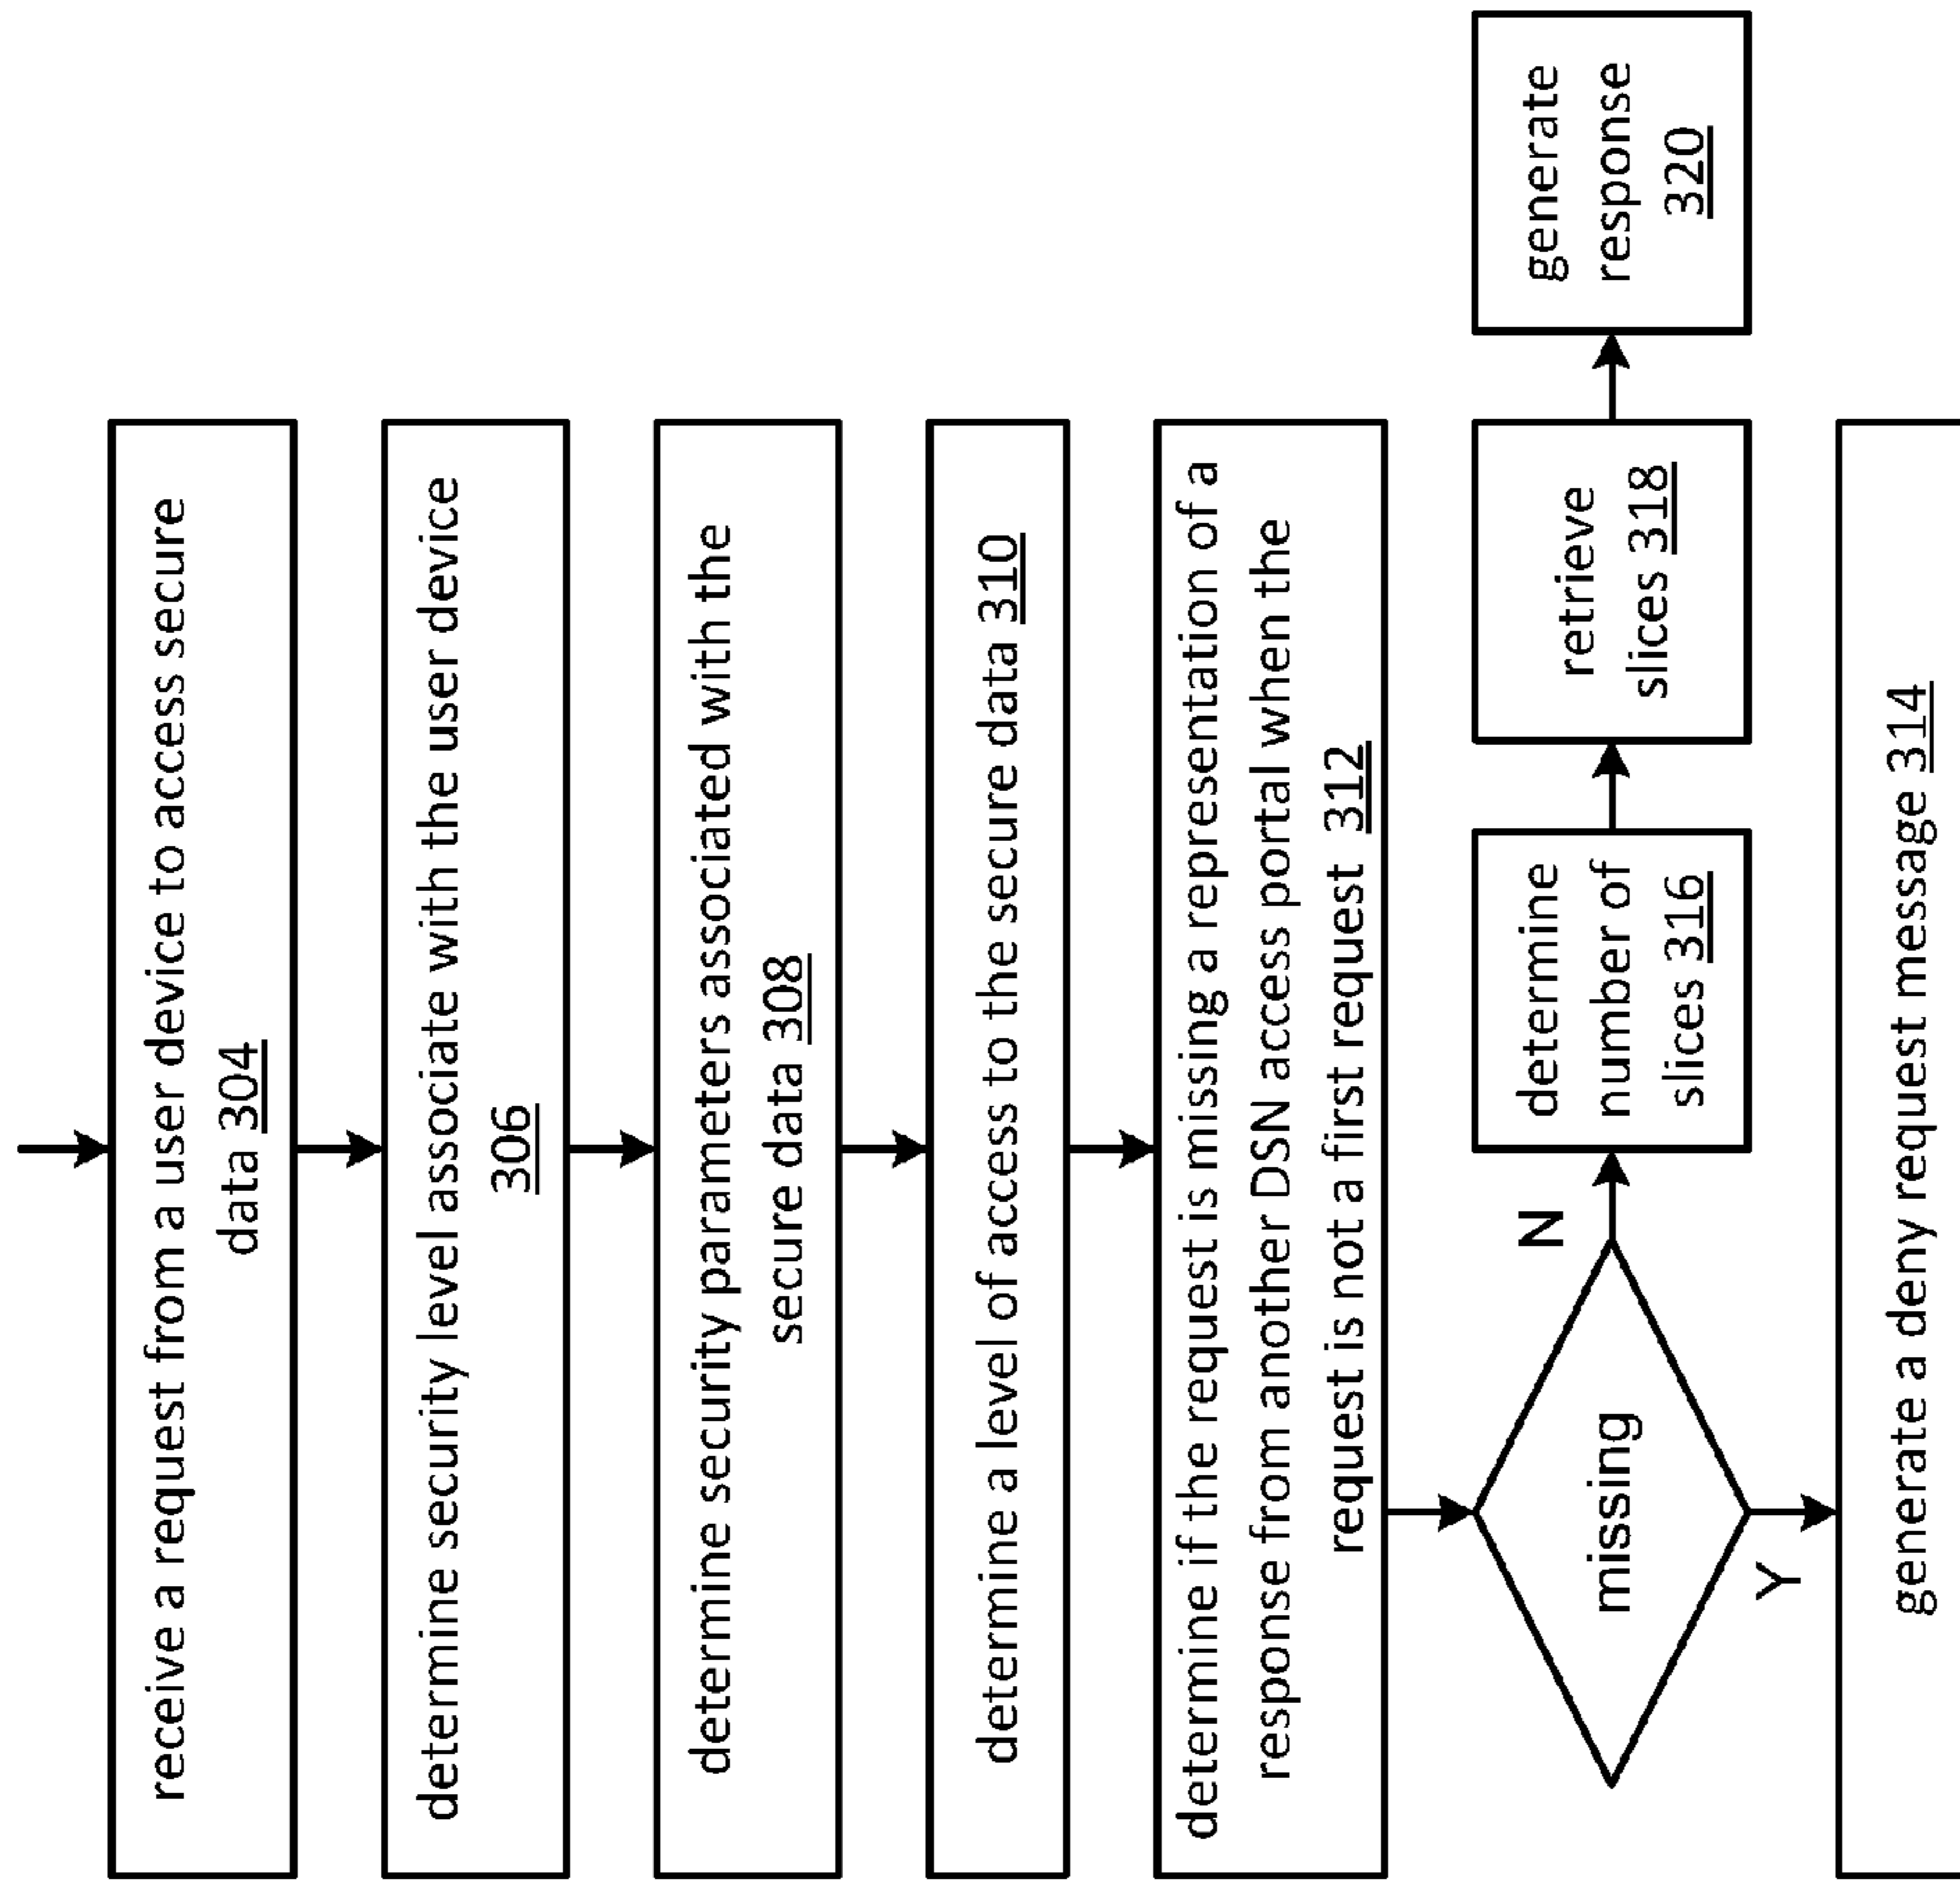 receive a request from a user device to access secure
data 304
determine security level associate with the user device
306
determine security parameters associated with the
secure data 308
determine a level of access to the secure data 310
determine if the request is missing a representation of a
response from another DSN access portal when the
request is not a first request 312
missing
N
determine
number of
slices 316
retrieve
slices 318
generate
response
320
Y
generate a deny request message 314